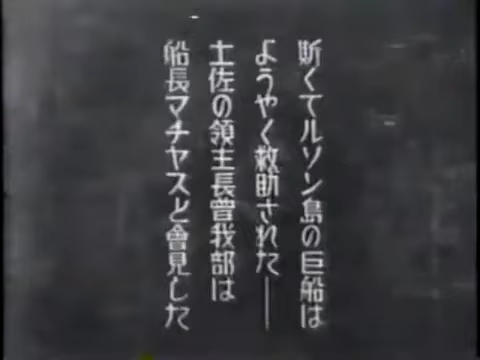 斯くてルソン島の巨船は
ようやく救助された――
土佐の領主長曽我部は
船長マチヤスと會見した